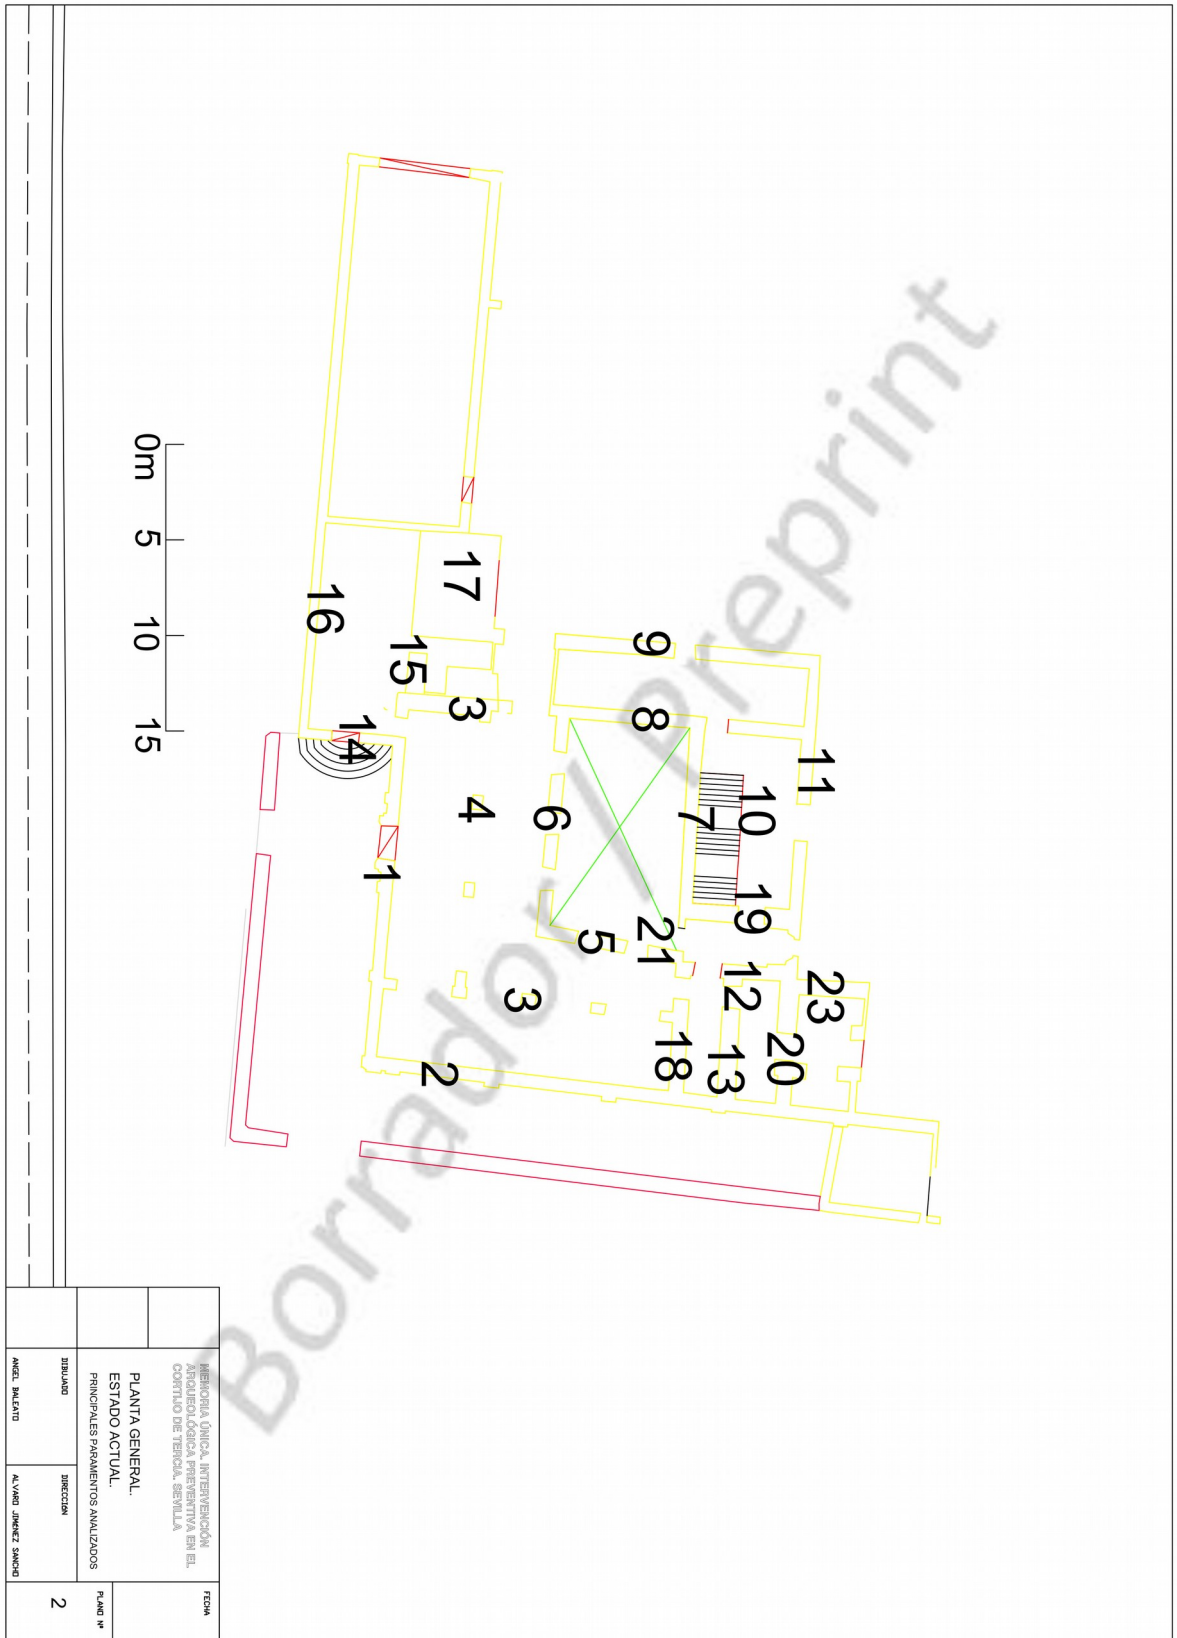 MEMORIA ÚNICA. INTERVENCIÓN
ARQUEOLÓGICA PREVENTIVA EN EL
CORTIJO DE TERCIA. SEVILLA
FECHA
PLANTA GENERAL.
ESTADO ACTUAL.
PRINCIPALES PARAMENTOS ANALIZADOS
PLANO Nº
2
DIBUJADO
ANGEL BALEATO
DIRECCIÓN
ALVARO JIMéNEZ SANCHO
0m 5 10 15
17
16
15
3
14
9
8
11
10
7
6
4
1
19
5
21
12
23
3
18
13
20
2
Borrador / Preprint